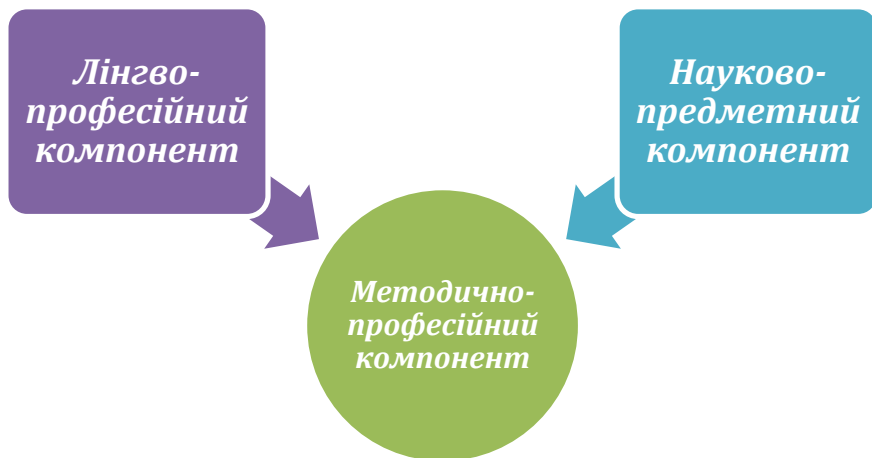 Лінгво-
професійний
компонент
Науково-
предметний
компонент
Методично-
професійний
компонент